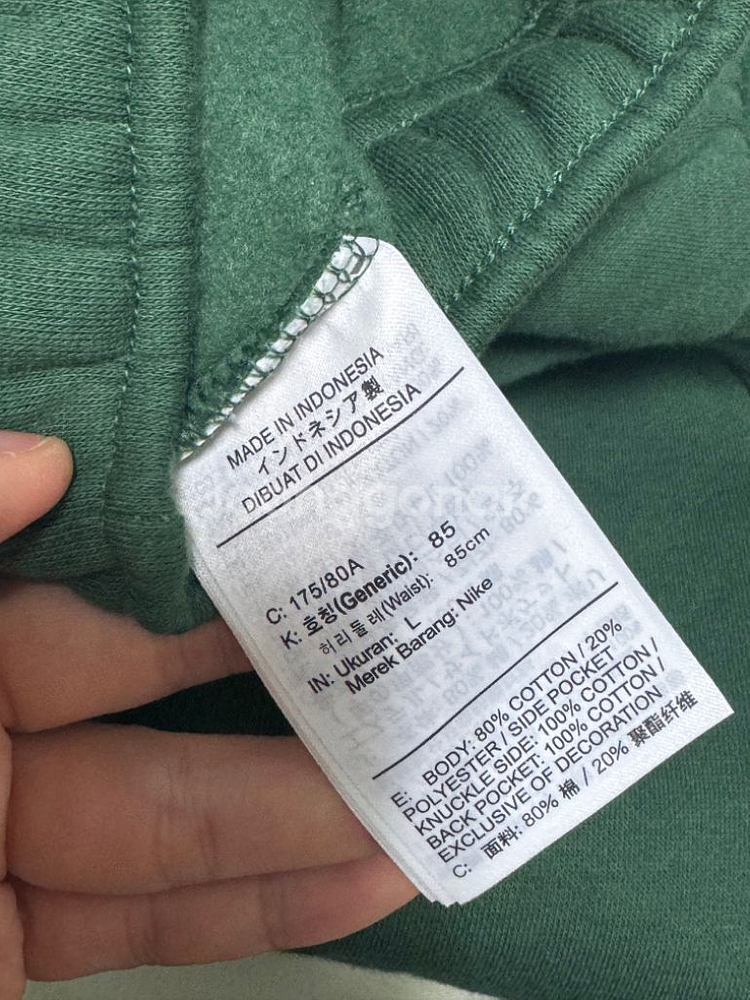 MADE IN INDONESIA
インドネシア製
DIBUAT DI INDONESIA
C: 175/80A
K: 호칭(Generic): 85
허리둘레(Waist): 85cm
IN: Ukuran: L
Merek Barang: Nike
E: BODY: 80% COTTON / 20%
POLYESTER / SIDE POCKET
KNUCKLE SIDE: 100% COTTON /
BACK POCKET: 100% COTTON /
EXCLUSIVE OF DECORATION
C: 面料: 80% 棉 / 20% 聚酯纤维